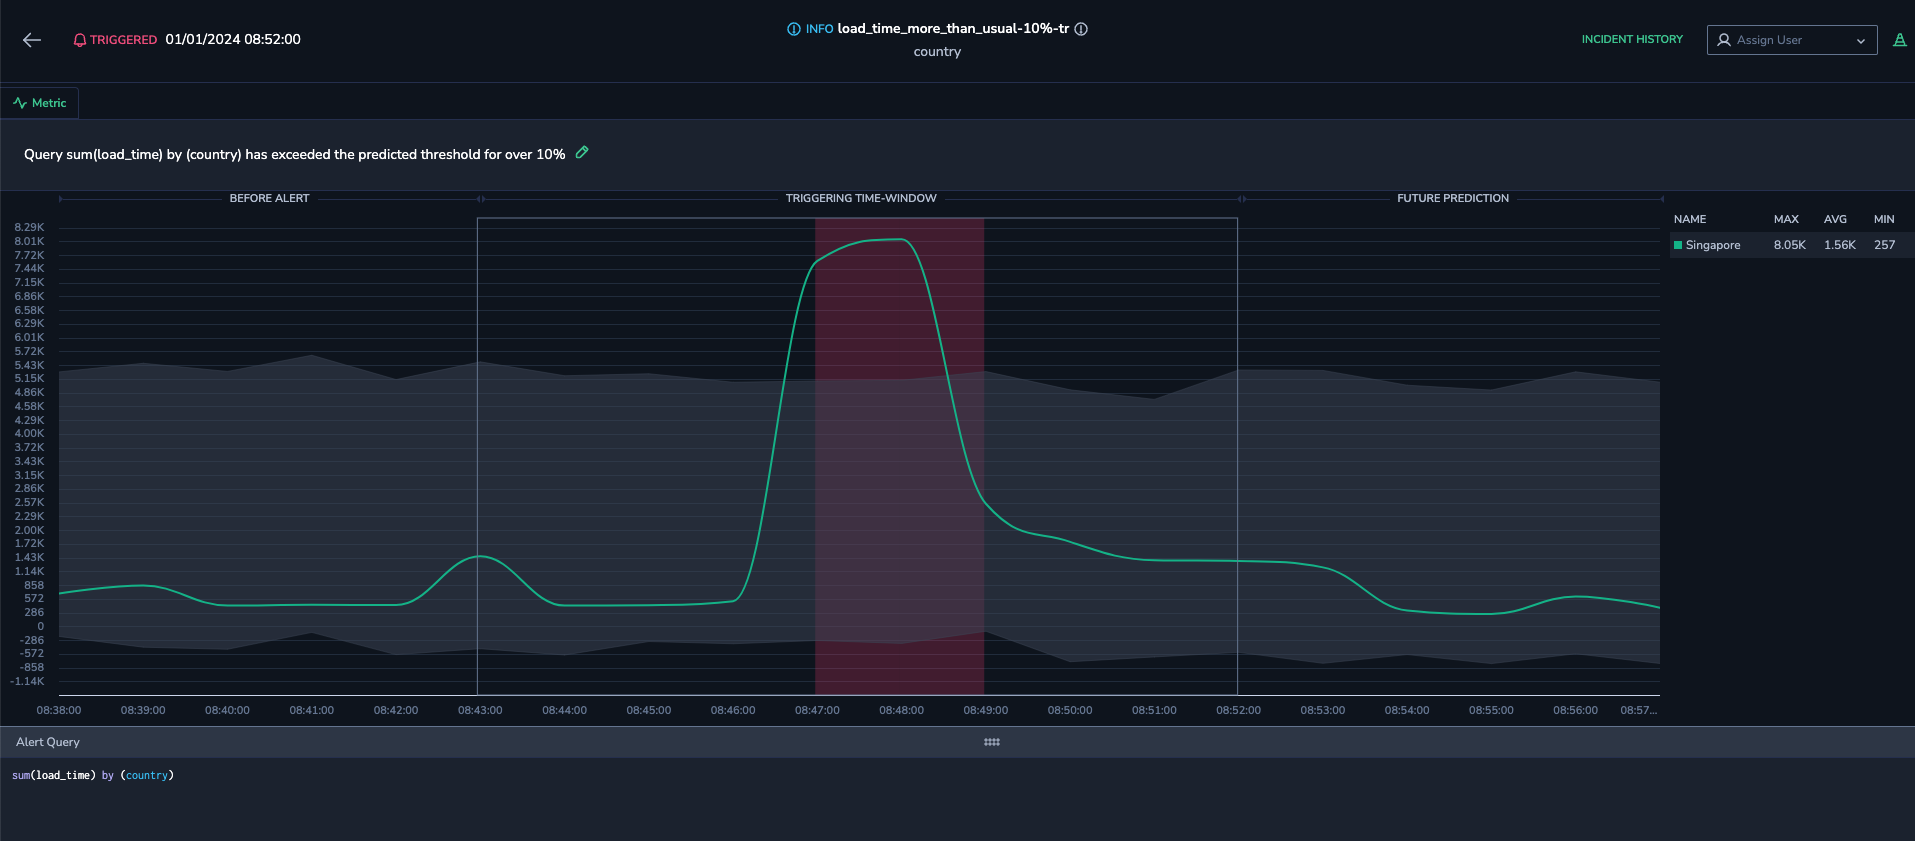 TRIGGERED 01/01/2024 08:52:00
INFO load_time_more_than_usual-10%-tr
country
INCIDENT HISTORY
Assign User
Metric
Query sum(load_time) by (country) has exceeded the predicted threshold for over 10%
BEFORE ALERT
TRIGGERING TIME-WINDOW
FUTURE PREDICTION
NAME MAX AVG MIN
Singapore 8.05K 1.56K 257
8.29K
8.01K
7.72K
7.44K
7.15K
6.86K
6.58K
6.29K
6.01K
5.72K
5.43K
5.15K
4.86K
4.58K
4.29K
4.00K
3.72K
3.43K
3.15K
2.86K
2.57K
2.29K
2.00K
1.72K
1.43K
1.14K
858
572
286
0
-286
-572
-858
-1.14K
08:38:00 08:39:00 08:40:00 08:41:00 08:42:00 08:43:00 08:44:00 08:45:00 08:46:00 08:47:00 08:48:00 08:49:00 08:50:00 08:51:00 08:52:00 08:53:00 08:54:00 08:55:00 08:56:00 08:57...
Alert Query
sum(load_time) by (country)